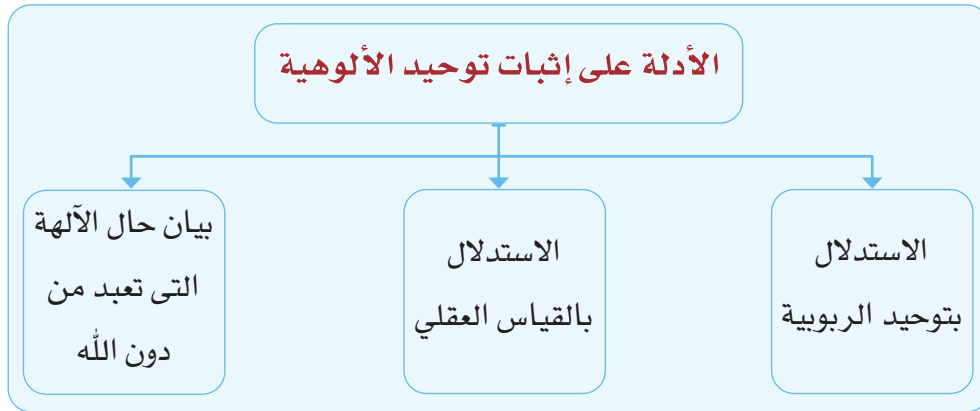 الأدلة على إثبات توحيد الألوهية
الاستدلال
بتوحيد الربوبية
الاستدلال
بالقياس العقلي
بيان حال الآلهة
التى تعبد من
دون الله